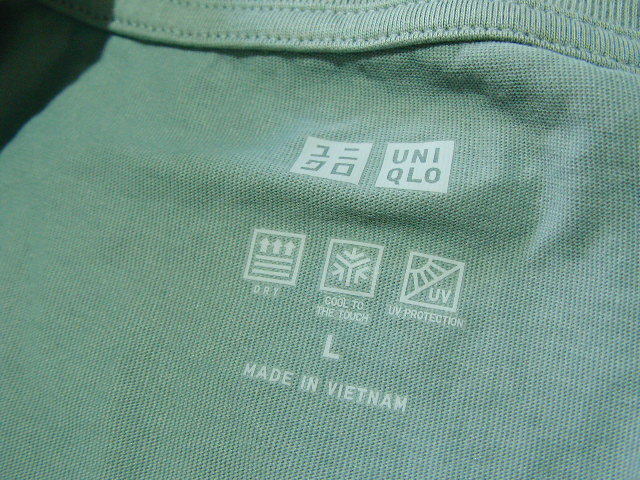 ユニ UNI
クロ QLO
UV
DRY COOL TO UV PROTECTION
THE TOUCH
L
MADE IN VIETNAM